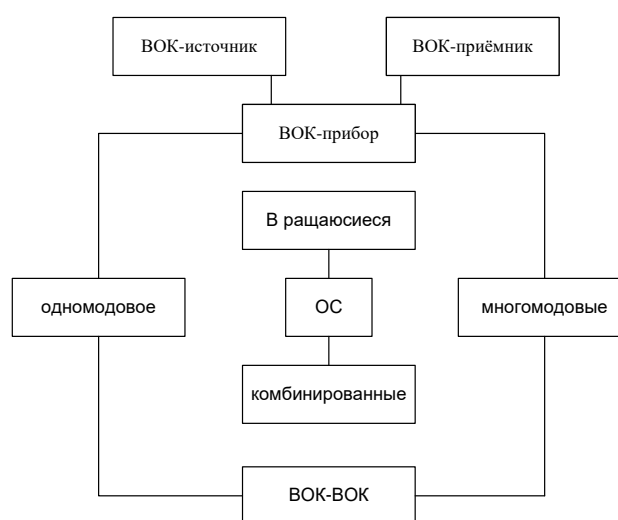 ВОК-источник
ВОК-приёмник
ВОК-прибор
В ращаюсиеся
одномодовое
ОС
многомодовые
комбинированные
ВОК-ВОК